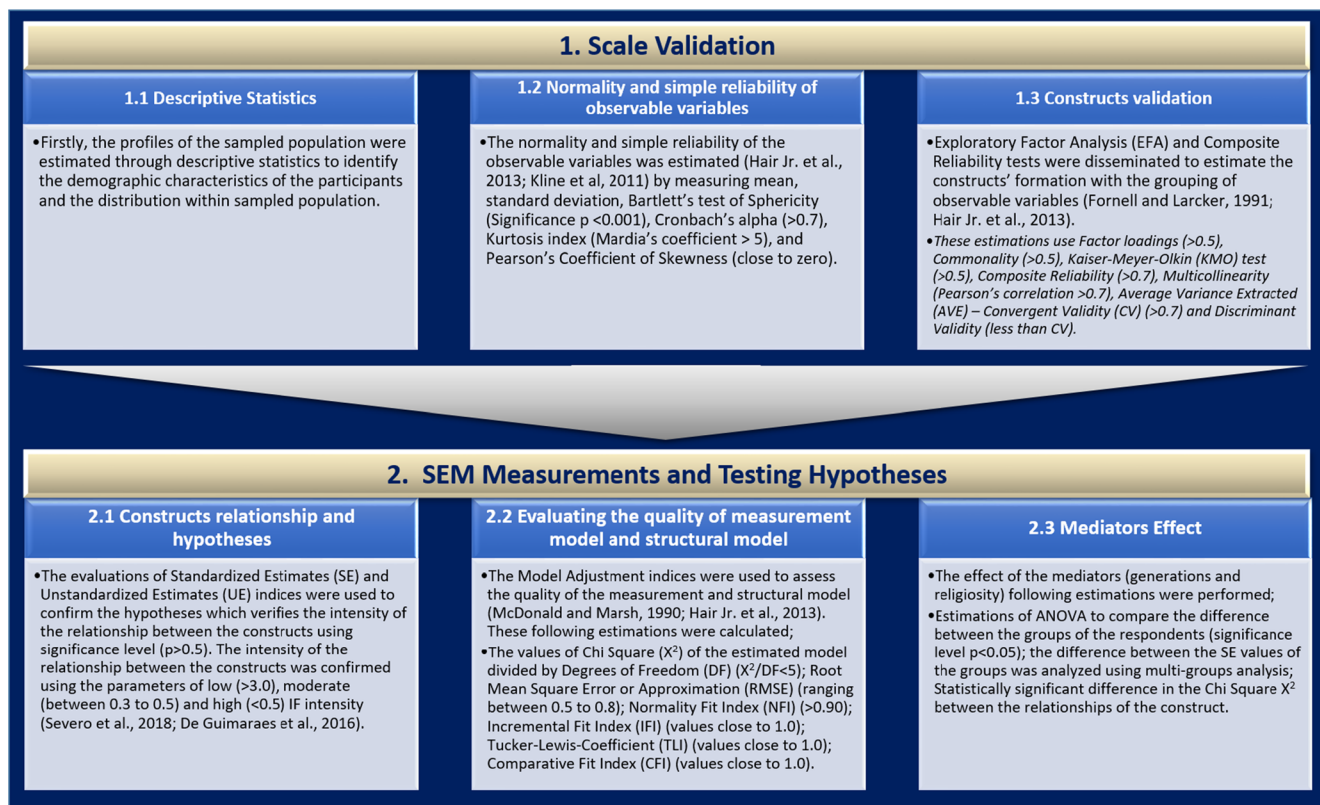 1. Scale Validation
1.1 Descriptive Statistics
•Firstly, the profiles of the sampled population were
estimated through descriptive statistics to identify
the demographic characteristics of the participants
and the distribution within sampled population.
1.2 Normality and simple reliability of
observable variables
•The normality and simple reliability of the
observable variables was estimated (Hair Jr. et al.,
2013; Kline et al, 2011) by measuring mean,
standard deviation, Bartlett's test of Sphericity
(Significance p <0.001), Cronbach's alpha (>0.7),
Kurtosis index (Mardia's coefficient > 5), and
Pearson's Coefficient of Skewness (close to zero).
1.3 Constructs validation
•Exploratory Factor Analysis (EFA) and Composite
Reliability tests were disseminated to estimate the
constructs' formation with the grouping of
observable variables (Fornell and Larcker, 1991;
Hair Jr. et al., 2013).
•These estimations use Factor loadings (>0.5),
Commonality (>0.5), Kaiser-Meyer-Olkin (KMO) test
(>0.5), Composite Reliability (>0.7), Multicollinearity
(Pearson's correlation >0.7), Average Variance Extracted
(AVE) – Convergent Validity (CV) (>0.7) and Discriminant
Validity (less than CV).
2. SEM Measurements and Testing Hypotheses
2.1 Constructs relationship and
hypotheses
•The evaluations of Standardized Estimates (SE) and
Unstandardized Estimates (UE) indices were used to
confirm the hypotheses which verifies the intensity of
the relationship between the constructs using
significance level (p>0.5). The intensity of the
relationship between the constructs was confirmed
using the parameters of low (>3.0), moderate
(between 0.3 to 0.5) and high (<0.5) IF intensity
(Severo et al., 2018; De Guimaraes et al., 2016).
2.2 Evaluating the quality of measurement
model and structural model
•The Model Adjustment indices were used to assess
the quality of the measurement and structural model
(McDonald and Marsh, 1990; Hair Jr. et al., 2013).
These following estimations were calculated;
•The values of Chi Square (X²) of the estimated model
divided by Degrees of Freedom (DF) (X²/DF<5); Root
Mean Square Error or Approximation (RMSE) (ranging
between 0.5 to 0.8); Normality Fit Index (NFI) (>0.90);
Incremental Fit Index (IFI) (values close to 1.0);
Tucker-Lewis-Coefficient (TLI) (values close to 1.0);
Comparative Fit Index (CFI) (values close to 1.0).
2.3 Mediators Effect
•The effect of the mediators (generations and
religiosity) following estimations were performed;
•Estimations of ANOVA to compare the difference
between the groups of the respondents (significance
level p<0.05); the difference between the SE values of
the groups was analyzed using multi-groups analysis;
Statistically significant difference in the Chi Square X²
between the relationships of the construct.